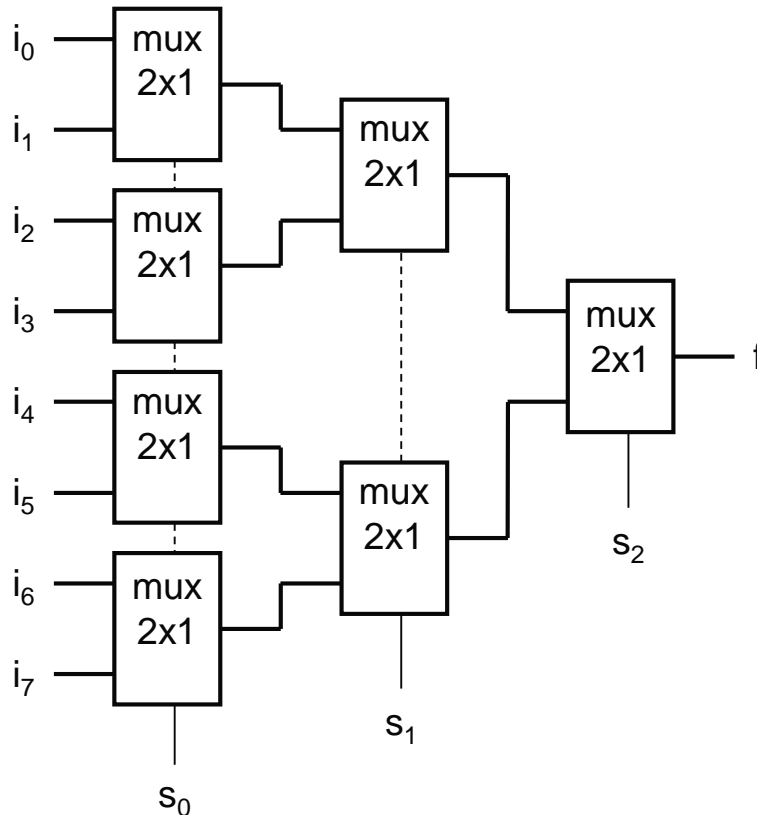 i₀
mux
2x1
i₁
mux
2x1
i₂
mux
2x1
i₃
mux
2x1
f
i₄
mux
2x1
i₅
mux
2x1
s₂
i₆
mux
2x1
i₇
s₁
s₀